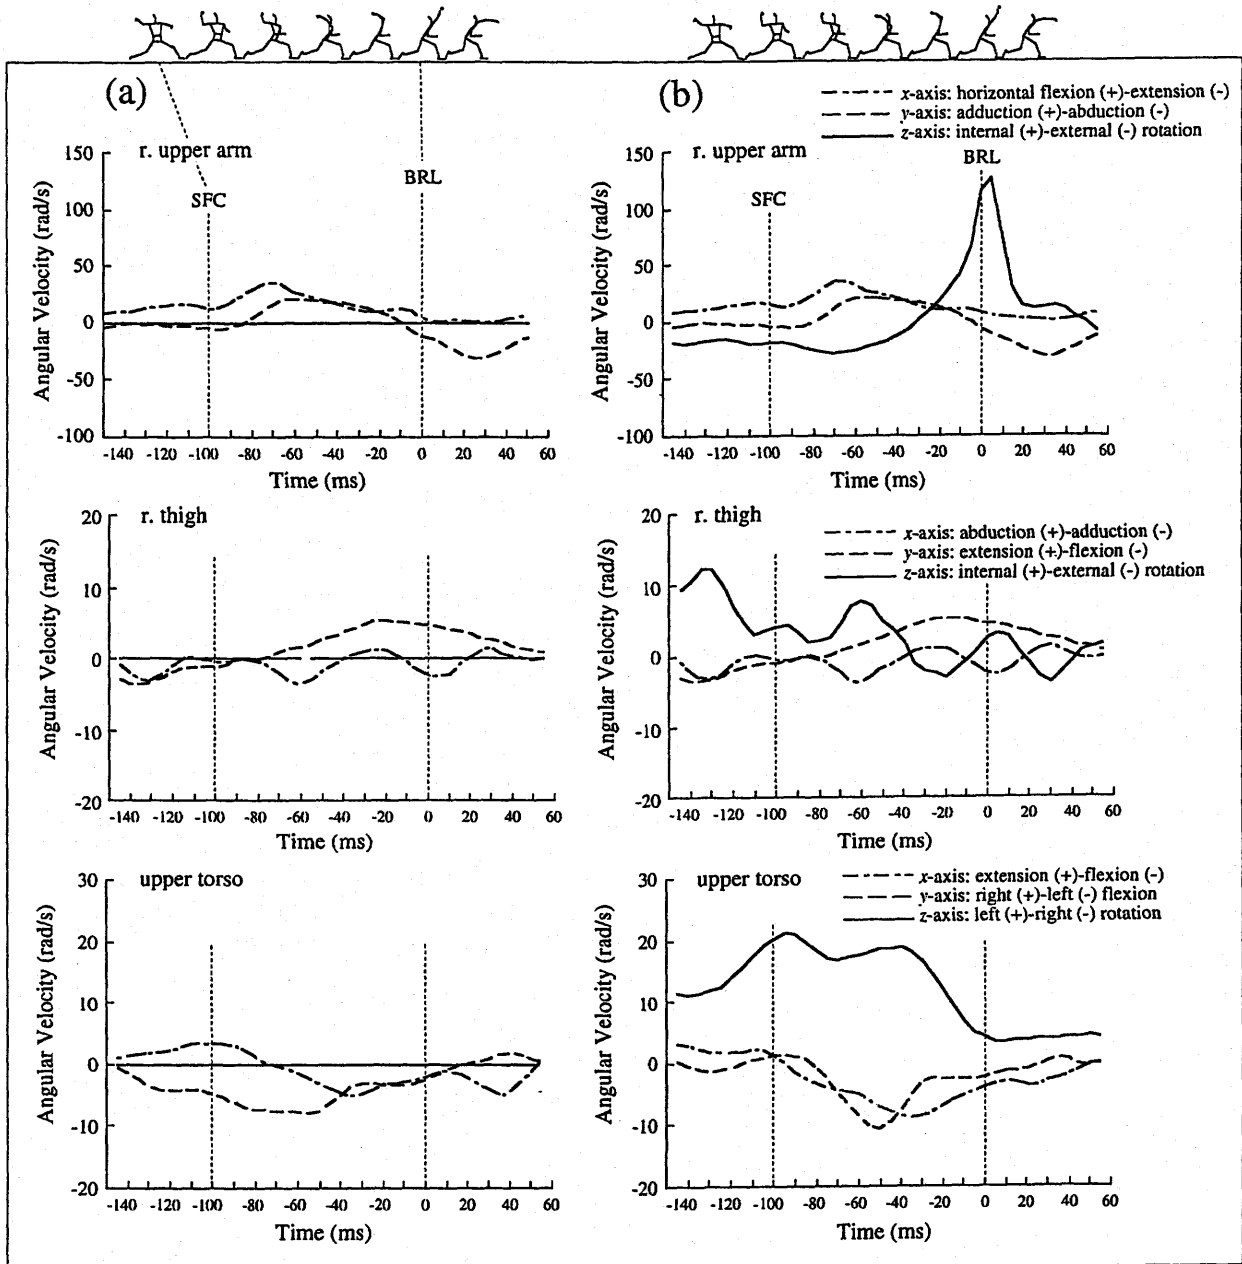 (a)
(b)
x-axis: horizontal flexion (+)-extension (-)
y-axis: adduction (+)-abduction (-)
z-axis: internal (+)-external (-) rotation
r. upper arm
SFC
BRL
150
100
50
0
-50
-100
Angular Velocity (rad/s)
-140 -120 -100 -80 -60 -40 -20 0 20 40 60
Time (ms)
r. upper arm
SFC
BRL
150
100
50
0
-50
-100
Angular Velocity (rad/s)
-140 -120 -100 -80 -60 -40 -20 0 20 40 60
Time (ms)
r. thigh
20
10
0
-10
-20
Angular Velocity (rad/s)
-140 -120 -100 -80 -60 -40 -20 0 20 40 60
Time (ms)
r. thigh
x-axis: abduction (+)-adduction (-)
y-axis: extension (+)-flexion (-)
z-axis: internal (+)-external (-) rotation
20
10
0
-10
-20
Angular Velocity (rad/s)
-140 -120 -100 -80 -60 -40 -20 0 20 40 60
Time (ms)
upper torso
30
20
10
0
-10
-20
Angular Velocity (rad/s)
-140 -120 -100 -80 -60 -40 -20 0 20 40 60
Time (ms)
upper torso
x-axis: extension (+)-flexion (-)
y-axis: right (+)-left (-) flexion
z-axis: left (+)-right (-) rotation
30
20
10
0
-10
-20
Angular Velocity (rad/s)
-140 -120 -100 -80 -60 -40 -20 0 20 40 60
Time (ms)